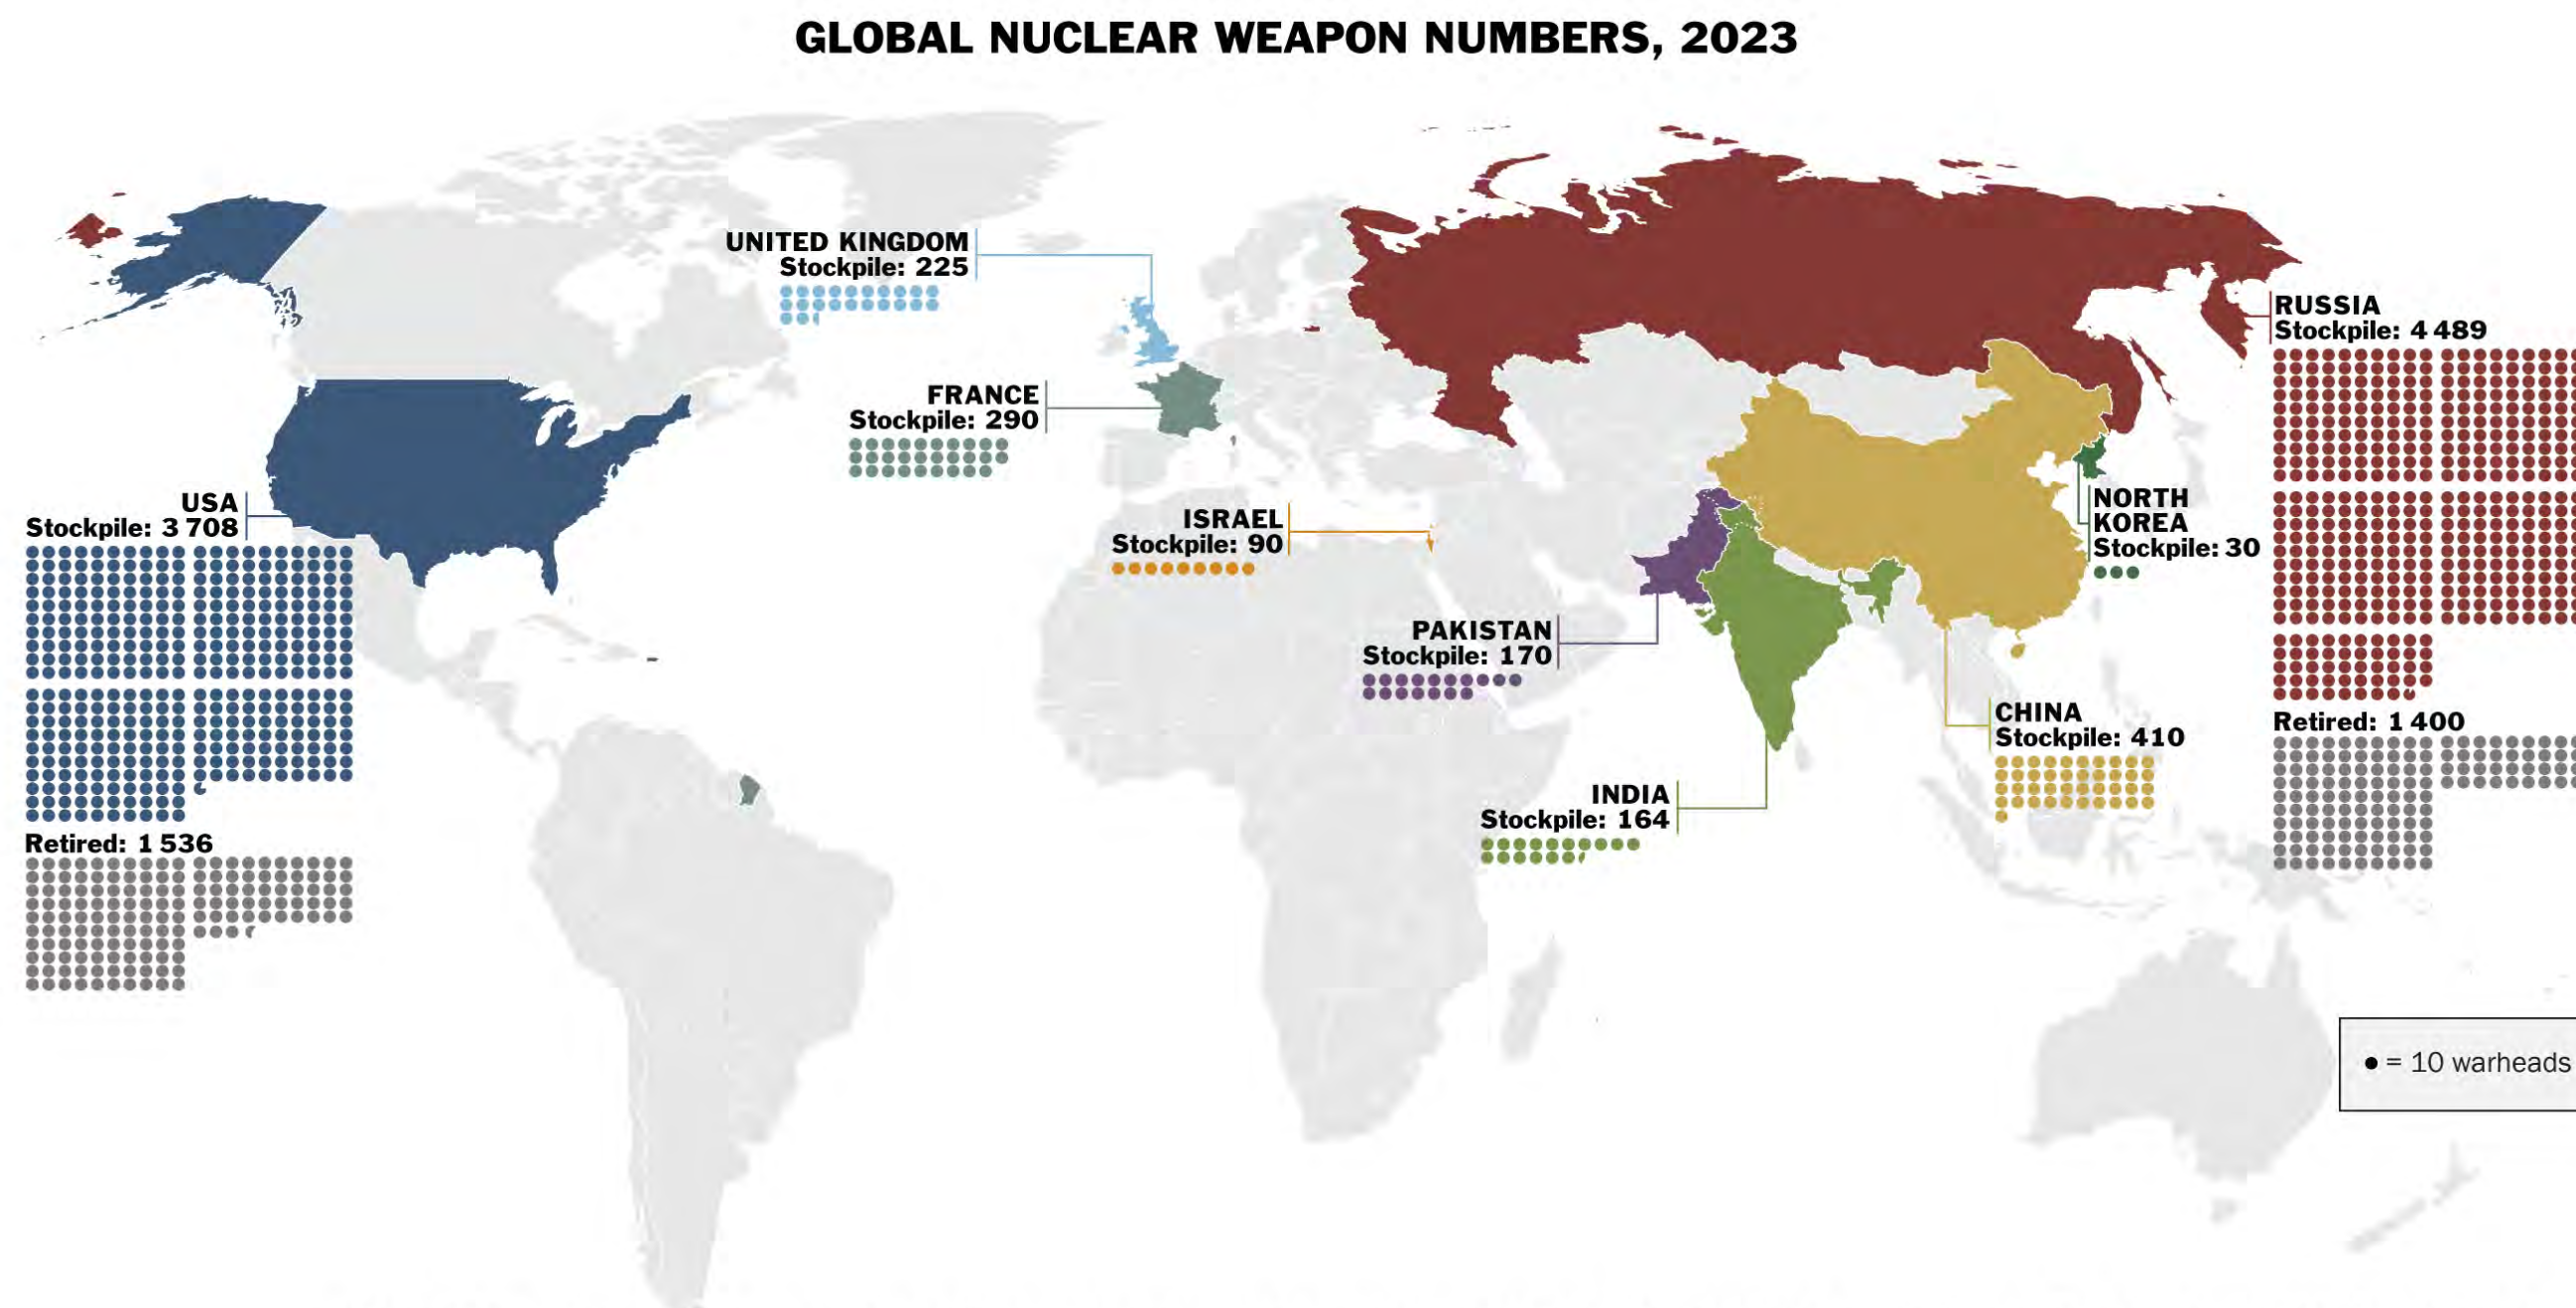 GLOBAL NUCLEAR WEAPON NUMBERS, 2023
UNITED KINGDOM
Stockpile: 225
RUSSIA
Stockpile: 4 489
FRANCE
Stockpile: 290
USA
Stockpile: 3 708
ISRAEL
Stockpile: 90
NORTH
KOREA
Stockpile: 30
PAKISTAN
Stockpile: 170
CHINA
Stockpile: 410
Retired: 1 400
INDIA
Stockpile: 164
Retired: 1 536
● = 10 warheads